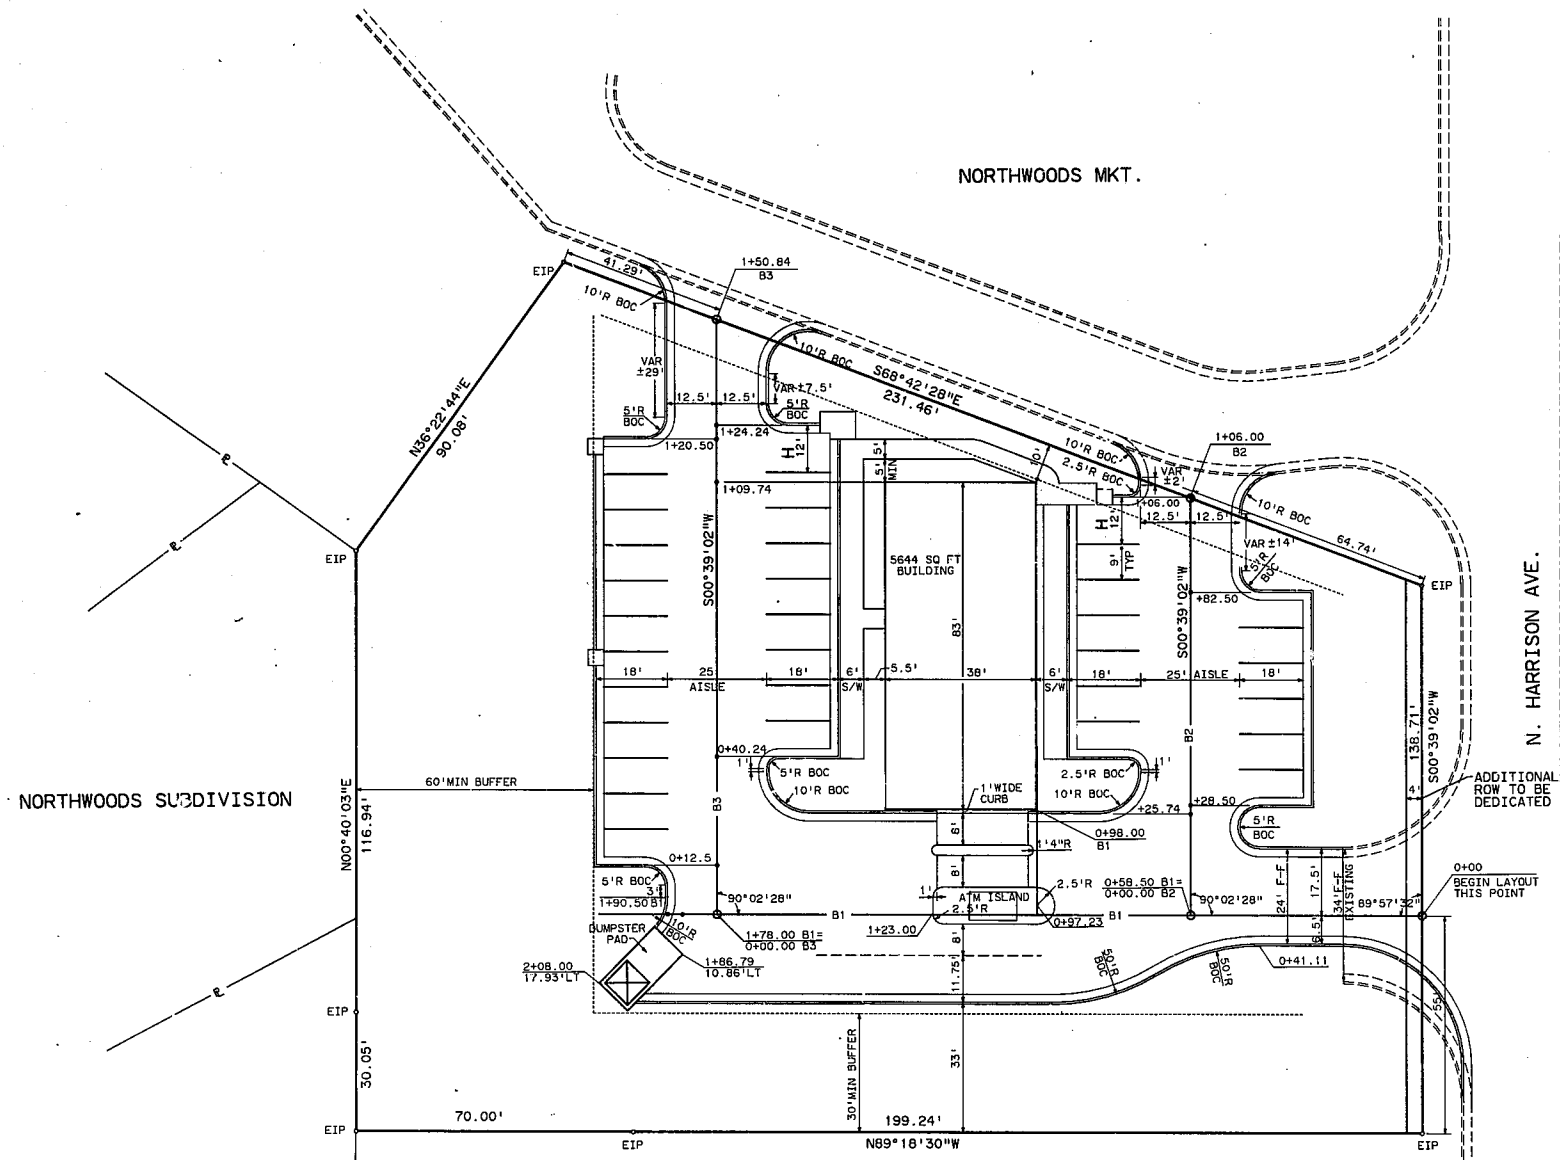 NORTHWOODS MKT.
EIP
41.29'
1+50.84
B3
10'R BOC
VAR
±29'
12.5'
12.5'
10'R BOC
VAR ±7.5'
5'R
BOC
5'R
BOC
S68°42'28"E
231.46'
N36°22'44"E
90.08'
1+24.24
1+20.50
1+09.74
H
12'
5'
5'
MIN
10'
10'R BOC
2.5'R BOC
VAR
±2'
1+06.00
B2
1+06.00
12.5'
12.5'
H
12'
9'
TYP
10'R BOC
VAR ±14'
5'R
BOC
64.74'
EIP
EIP
5644 SQ FT
BUILDING
83'
S00°39'02"W
S00°39'02"W
+82.50
18'
25
AISLE
18'
6'
S/W
5.5'
38'
6'
S/W
18'
25'
AISLE
18'
N. HARRISON AVE.
138.71'
S00°39'02"W
B2
B3
0+40.24
1'
5'R BOC
10'R BOC
2.5'R BOC
10'R BOC
1'
1'WIDE
CURB
+28.50
+25.74
5'R
BOC
4'
ADDITIONAL
ROW TO BE
DEDICATED
60'MIN BUFFER
NORTHWOODS SUBDIVISION
N00°40'03"E
116.94'
0+98.00
B1
1'4"R
8'
0+12.5
5'R BOC
3'
1+90.50 B1
90°02'28"
B1
1'
ATM ISLAND
2.5'R
2.5'R
0+58.50 B1=
0+00.00 B2
B1
90°02'28"
24' F-F
17.5'
34'F-F
EXISTING
89°57'32"
0+00
BEGIN LAYOUT
THIS POINT
10'R
BOC
DUMPSTER
PAD
1+78.00 B1=
0+00.00 B3
1+23.00
0+97.23
8'
6.5'
2+08.00
17.93'LT
1+86.79
10.86'LT
11.75'
50'R
BOC
50'R
BOC
0+41.11
55'
EIP
30.05'
30'MIN BUFFER
33'
EIP
70.00'
EIP
199.24'
N89°18'30"W
EIP